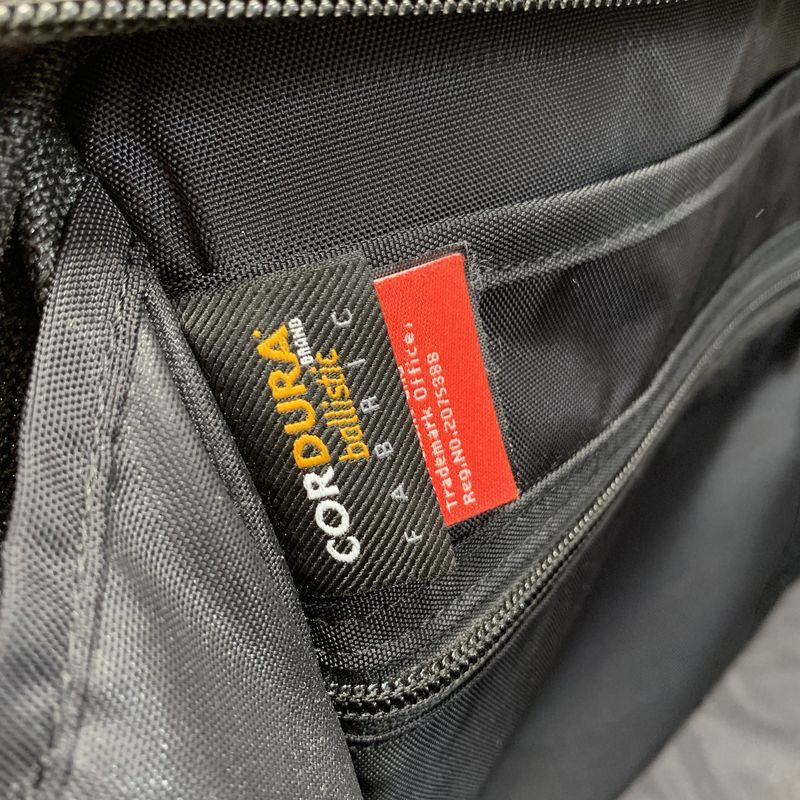 CORDURA
BRAND
ballistic
FABRIC
Trademark Office,
Reg.NO.2075388